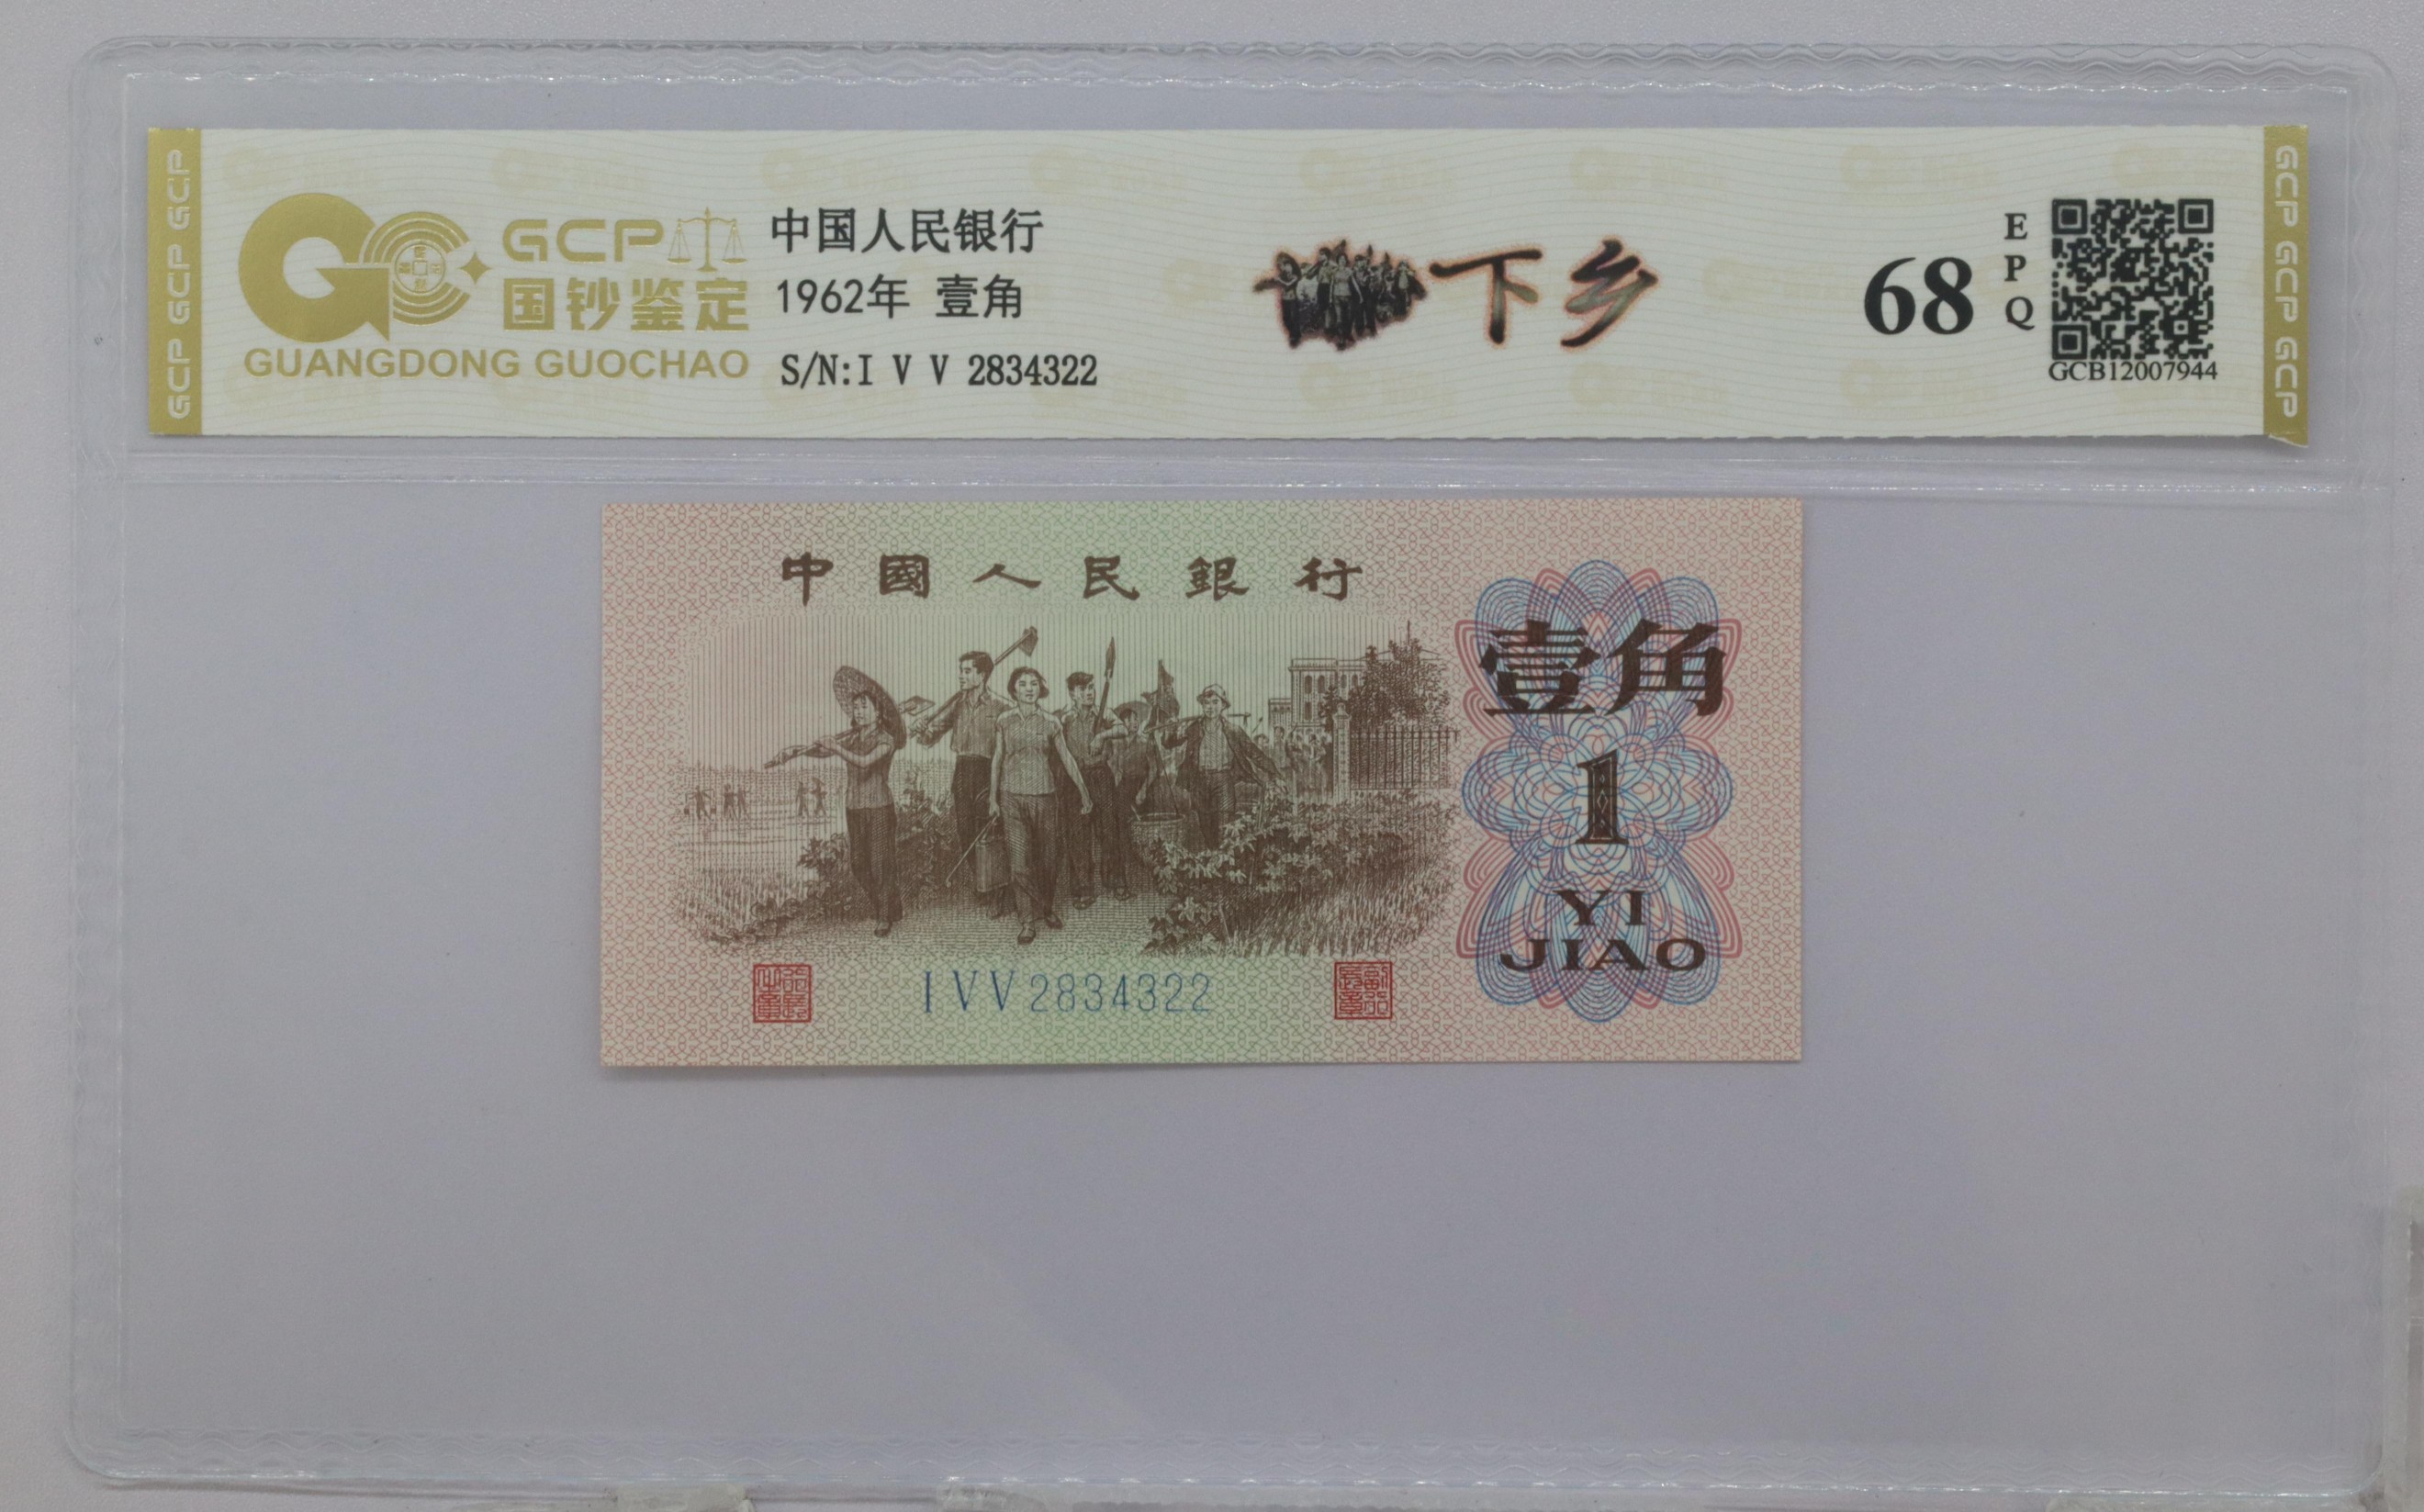 GCP GCP GCP
GCP
国钞鉴定
GUANGDONG GUOCHAO
中国人民银行
1962年 壹角
S/N:I V V 2834322
下乡
68
E
P
Q
GCB12007944
GCP GCP GCP
中國人民銀行
壹角
1
YI
JIAO
I V V 2834322